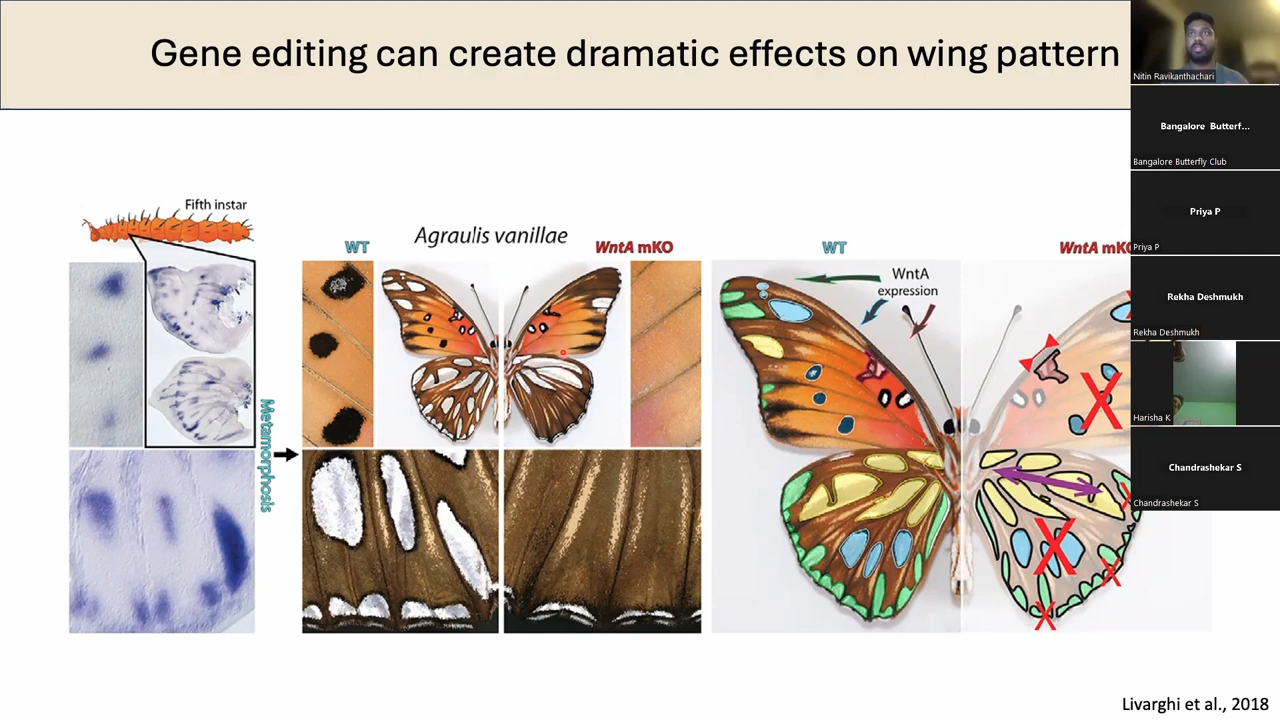 Gene editing can create dramatic effects on wing pattern
Nitin Ravikanthachari
Bangalore Butterf...
Bangalore Butterfly Club
Priya P
Priya P
Rekha Deshmukh
Rekha Deshmukh
Harisha K
Chandrashekar S
Chandrashekar S
Fifth instar
Metamorphosis
WT
Agraulis vanillae
WntA mKO
WT
WntA
expression
WntA mKO
X
X
X
X
Livarghi et al., 2018